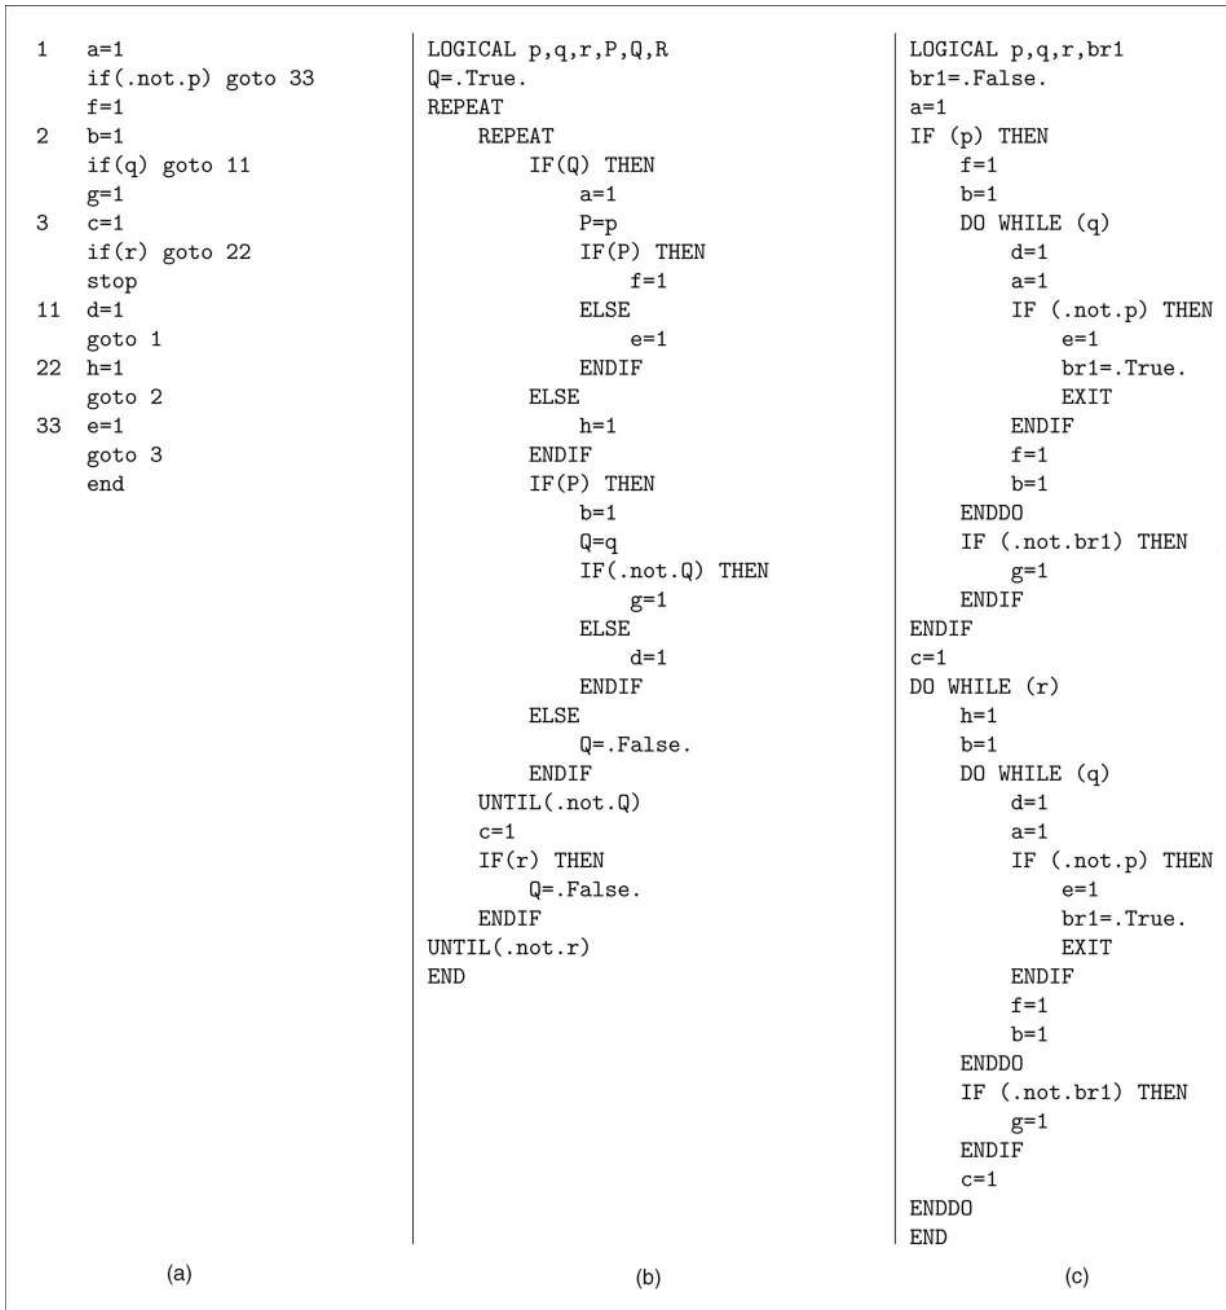 1 a=1
if(.not.p) goto 33
f=1
2 b=1
if(q) goto 11
g=1
3 c=1
if(r) goto 22
stop
11 d=1
goto 1
22 h=1
goto 2
33 e=1
goto 3
end
(a)
LOGICAL p,q,r,P,Q,R
Q=.True.
REPEAT
REPEAT
IF(Q) THEN
a=1
P=p
IF(P) THEN
f=1
ELSE
e=1
ENDIF
ELSE
h=1
ENDIF
IF(P) THEN
b=1
Q=q
IF(.not.Q) THEN
g=1
ELSE
d=1
ENDIF
ELSE
Q=.False.
ENDIF
UNTIL(.not.Q)
c=1
IF(r) THEN
Q=.False.
ENDIF
UNTIL(.not.r)
END
(b)
LOGICAL p,q,r,br1
br1=.False.
a=1
IF (p) THEN
f=1
b=1
DO WHILE (q)
d=1
a=1
IF (.not.p) THEN
e=1
br1=.True.
EXIT
ENDIF
f=1
b=1
ENDDO
IF (.not.br1) THEN
g=1
ENDIF
ENDIF
c=1
DO WHILE (r)
h=1
b=1
DO WHILE (q)
d=1
a=1
IF (.not.p) THEN
e=1
br1=.True.
EXIT
ENDIF
f=1
b=1
ENDDO
IF (.not.br1) THEN
g=1
ENDIF
c=1
ENDDO
END
(c)